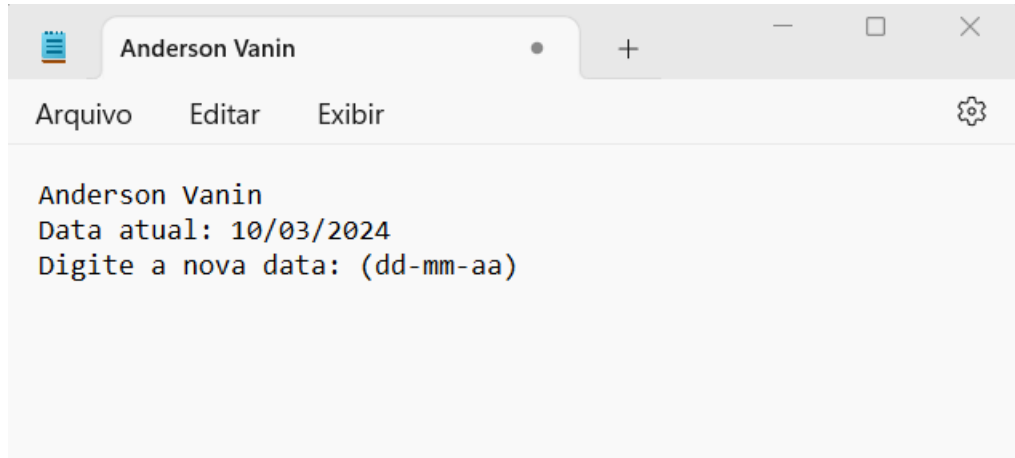 Anderson Vanin
Arquivo Editar Exibir
Anderson Vanin
Data atual: 10/03/2024
Digite a nova data: (dd-mm-aa)